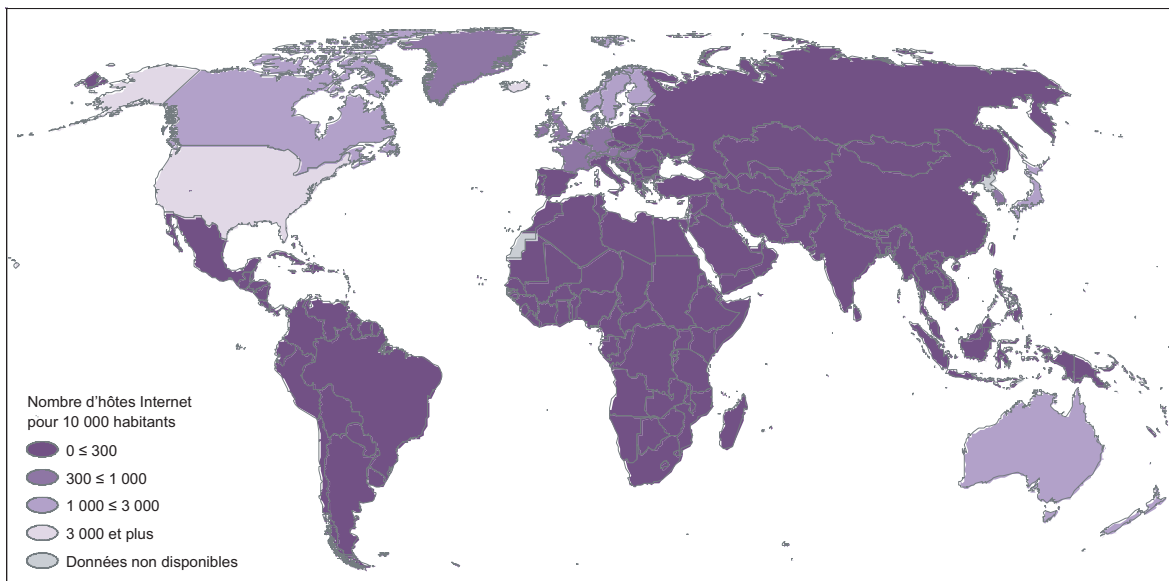 Nombre d'hôtes Internet
pour 10 000 habitants
0 ≤ 300
300 ≤ 1 000
1 000 ≤ 3 000
3 000 et plus
Données non disponibles